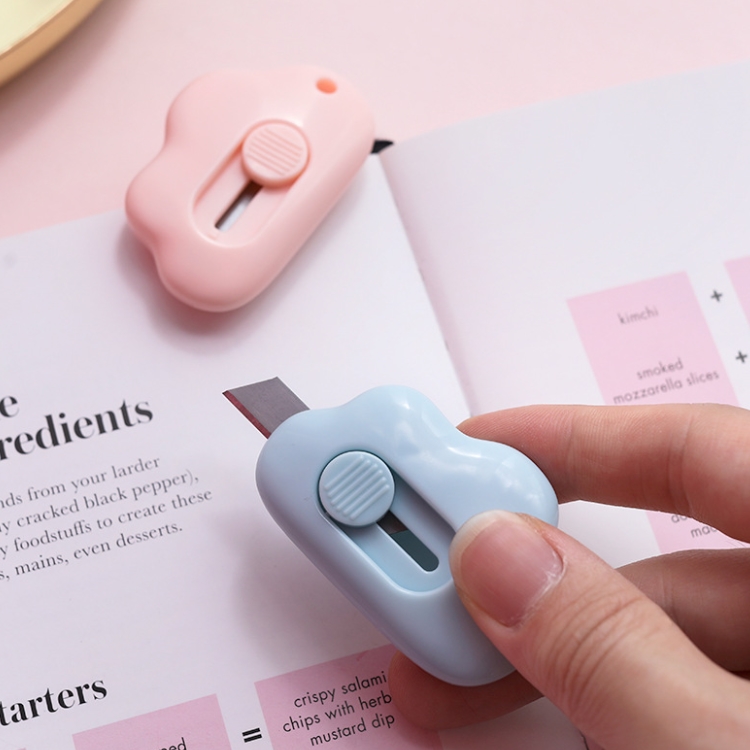 redients
nds from your larder
y cracked black pepper),
y foodstuffs to create these
s, mains, even desserts.
tarters
=
crispy salami
chips with herb
mustard dip
kimchi
+
smoked
mozzarella slices
+